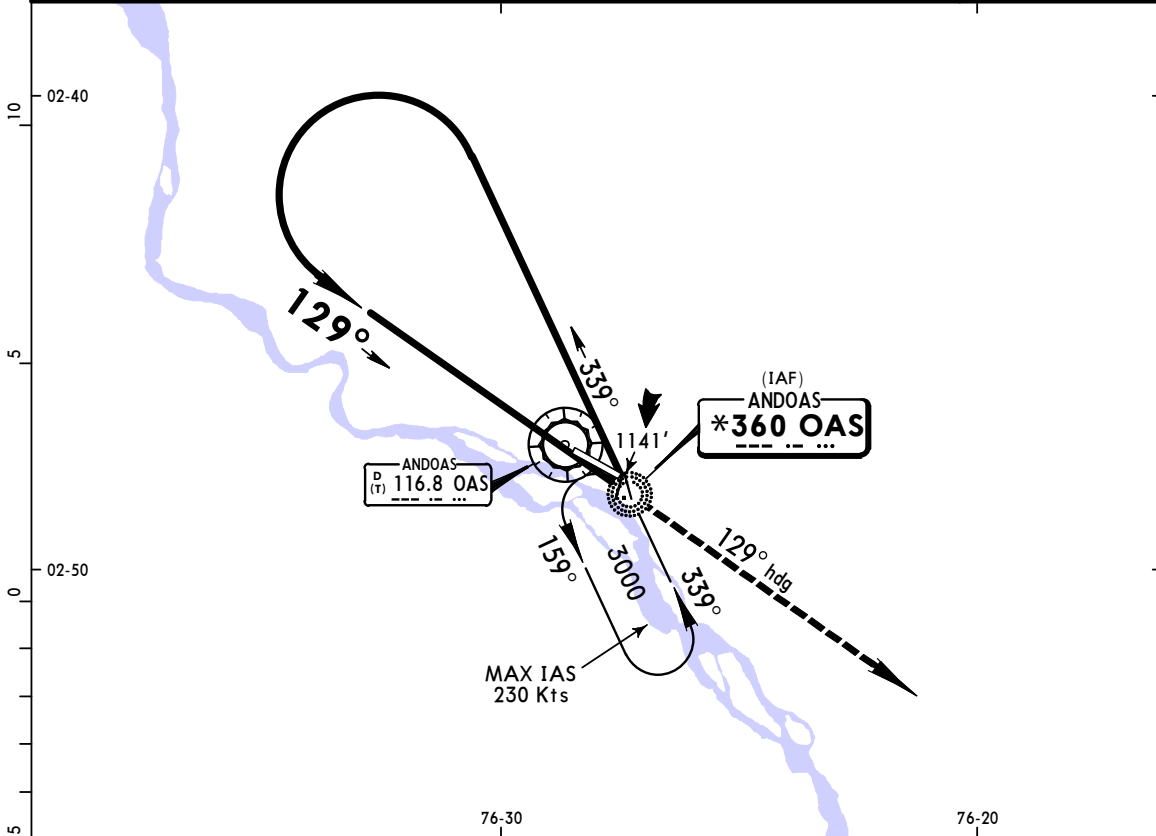 02-40
10
129°
5
339°
1141'
(IAF)
ANDOAS
*360 OAS
ANDOAS
D
(T) 116.8 OAS
159°
3000
339°
129° hdg
02-50
0
MAX IAS
230 Kts
5
76-30
76-20